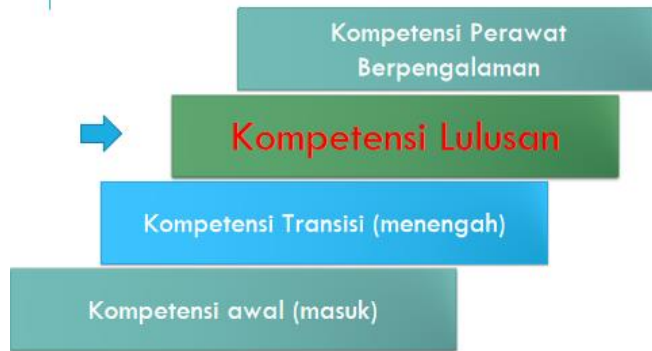 Kompetensi Perawat
Berpengalaman
Kompetensi Lulusan
Kompetensi Transisi (menengah)
Kompetensi awal (masuk)